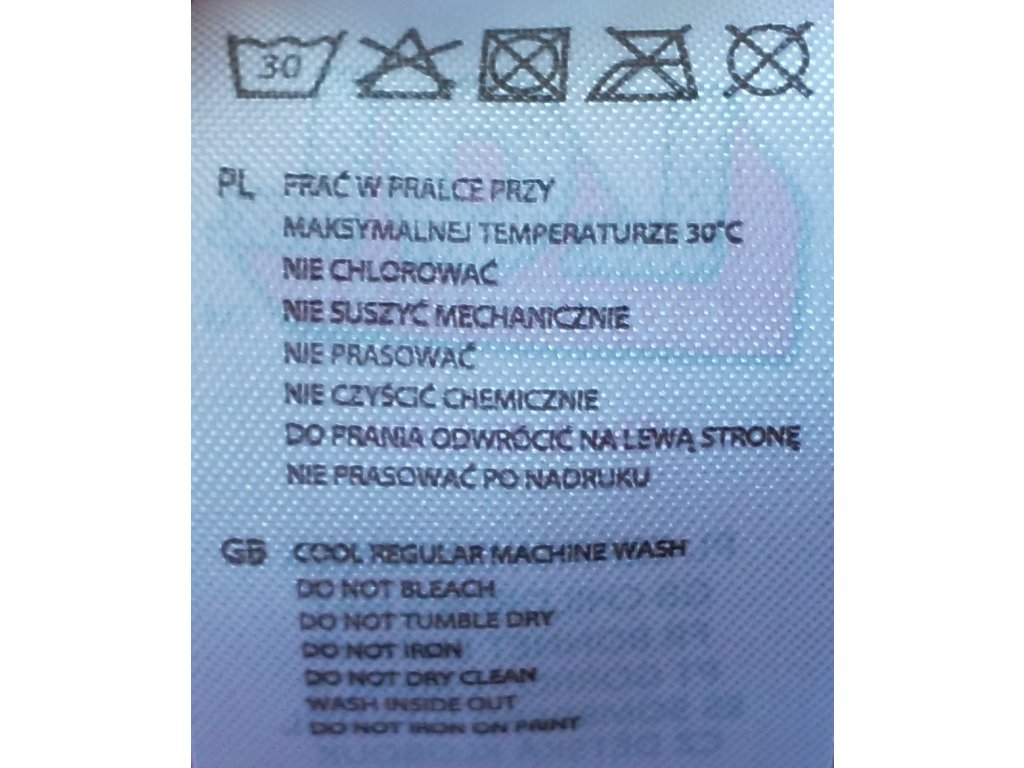 30
PL PRAĆ W PRALCE PRZY
MAKSYMALNEJ TEMPERATURZE 30°C
NIE CHLOROWAĆ
NIE SUSZYĆ MECHANICZNIE
NIE PRASOWAĆ
NIE CZYŚCIĆ CHEMICZNIE
DO PRANIA ODWRÓCIĆ NA LEWĄ STRONĘ
NIE PRASOWAĆ PO NADRUKU
GB COOL REGULAR MACHINE WASH
DO NOT BLEACH
DO NOT TUMBLE DRY
DO NOT IRON
DO NOT DRY CLEAN
WASH INSIDE OUT
DO NOT IRON ON PRINT